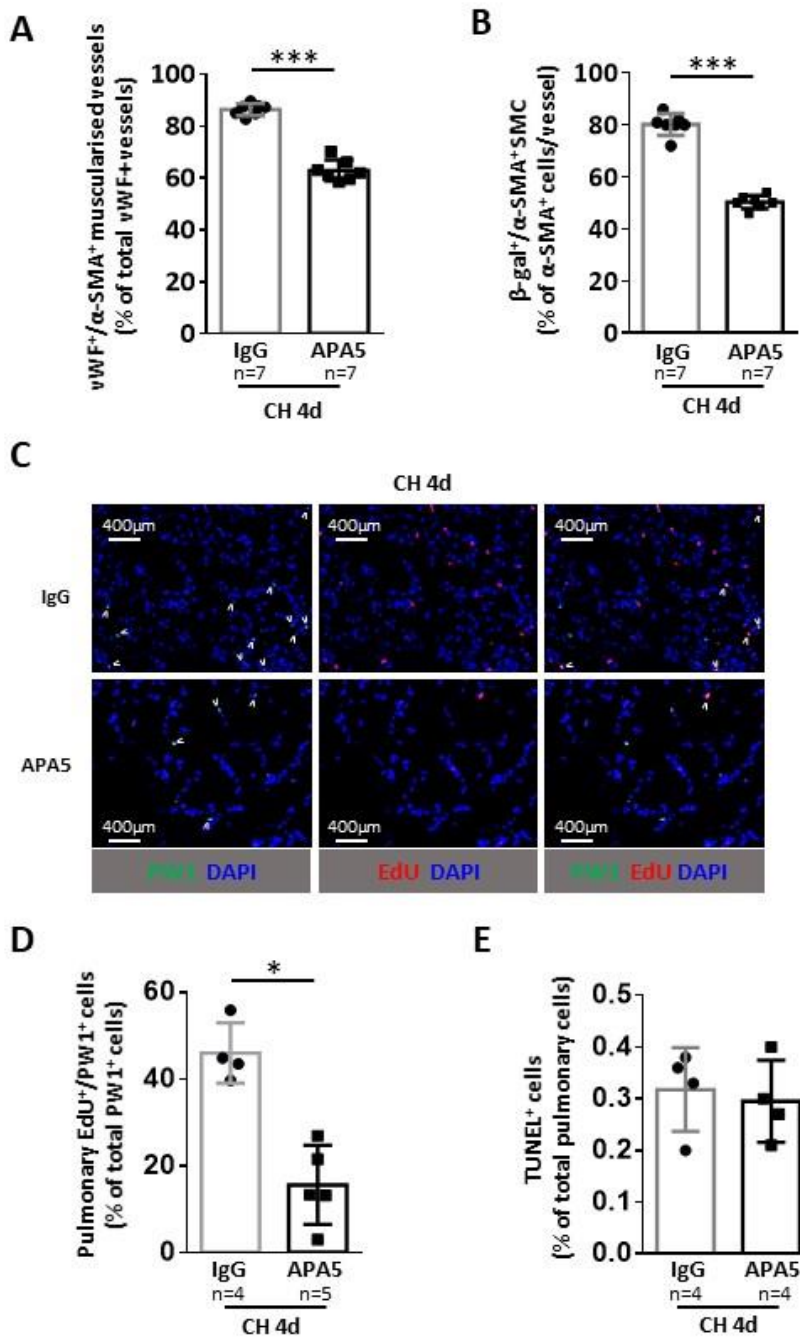 A
vWF⁺/α-SMA⁺ muscularised vessels
(% of total vWF+vessels)
100
80
60
40
20
0
***
IgG
APA5
n=7
n=7
CH 4d
B
β-gal⁺/α-SMA⁺SMC
(% of α-SMA⁺ cells/vessel)
100
80
60
40
20
0
***
IgG
APA5
n=7
n=7
CH 4d
C
CH 4d
IgG
400µm
400µm
400µm
APA5
400µm
400µm
400µm
PW1 DAPI
EdU DAPI
PW1 EdU DAPI
D
Pulmonary EdU⁺/PW1⁺ cells
(% of total PW1⁺ cells)
60
40
20
0
*
IgG
APA5
n=4
n=5
CH 4d
E
TUNEL⁺ cells
(% of total pulmonary cells)
0.5
0.4
0.3
0.2
0.1
0.0
IgG
APA5
n=4
n=4
CH 4d